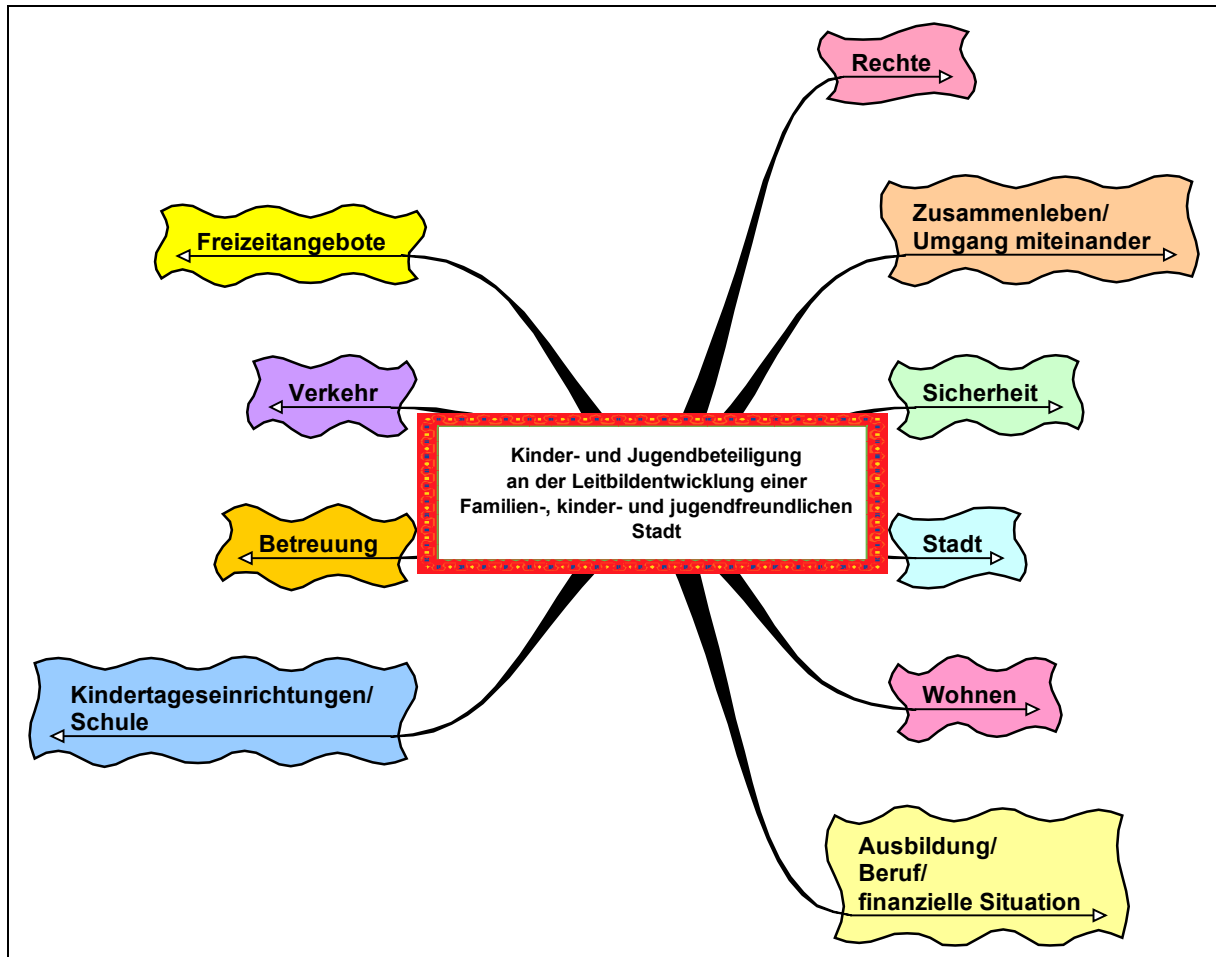 Rechte
Zusammenleben/
Umgang miteinander
Freizeitangebote
Verkehr
Sicherheit
Kinder- und Jugendbeteiligung
an der Leitbildentwicklung einer
Familien-, kinder- und jugendfreundlichen
Stadt
Betreuung
Stadt
Kindertageseinrichtungen/
Schule
Wohnen
Ausbildung/
Beruf/
finanzielle Situation